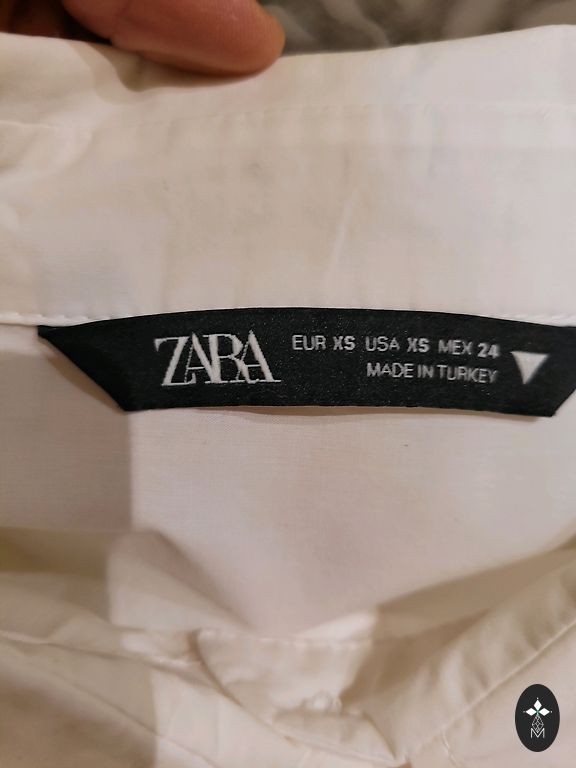 ZARA
EUR XS USA XS MEX 24
MADE IN TURKEY
M